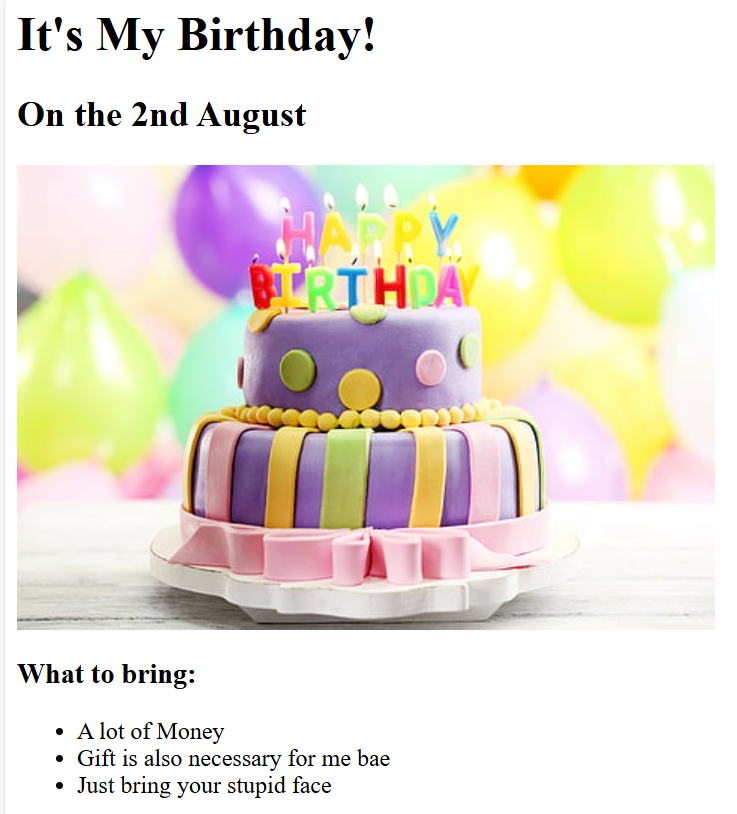 It's My Birthday!
On the 2nd August
HAPPY
BIRTHDAY
What to bring:
A lot of Money
Gift is also necessary for me bae
Just bring your stupid face